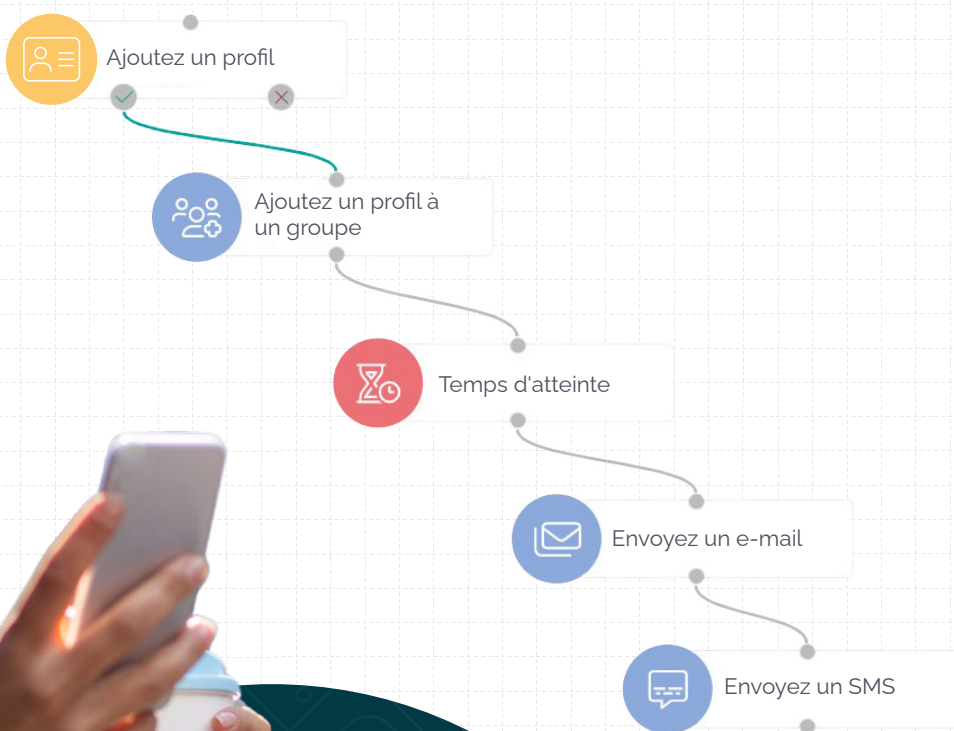 Ajoutez un profil
Ajoutez un profil à
un groupe
Temps d'atteinte
Envoyez un e-mail
Envoyez un SMS